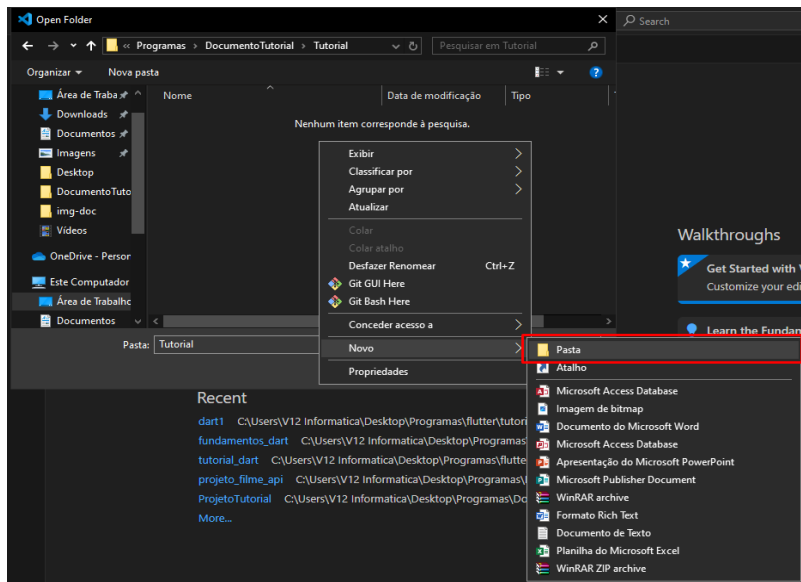 Open Folder
Search
« Programas > DocumentoTutorial > Tutorial
Pesquisar em Tutorial
Organizar
Nova pasta
Área de Traba
Downloads
Documentos
Imagens
Desktop
DocumentoTuto
img-doc
Vídeos
OneDrive - Person
Este Computador
Área de Trabalho
Documentos
Nome
Data de modificação
Tipo
Nenhum item corresponde à pesquisa.
Exibir
Classificar por
Agrupar por
Atualizar
Colar
Colar atalho
Desfazer Renomear Ctrl+Z
Git GUI Here
Git Bash Here
Conceder acesso a
Novo
Propriedades
Pasta: Tutorial
Pasta
Atalho
Microsoft Access Database
Imagem de bitmap
Documento do Microsoft Word
Microsoft Access Database
Apresentação do Microsoft PowerPoint
Microsoft Publisher Document
WinRAR archive
Formato Rich Text
Documento de Texto
Planilha do Microsoft Excel
WinRAR ZIP archive
Walkthroughs
Get Started with
Customize your edi
Learn the Fundan
Recent
dart1 C:\Users\V12 Informatica\Desktop\Programas\flutter\tutori
fundamentos_dart C:\Users\V12 Informatica\Desktop\Programas
tutorial_dart C:\Users\V12 Informatica\Desktop\Programas\flutte
projeto_filme_api C:\Users\V12 Informatica\Desktop\Programas\
ProjetoTutorial C:\Users\V12 Informatica\Desktop\Programas\Do
More...